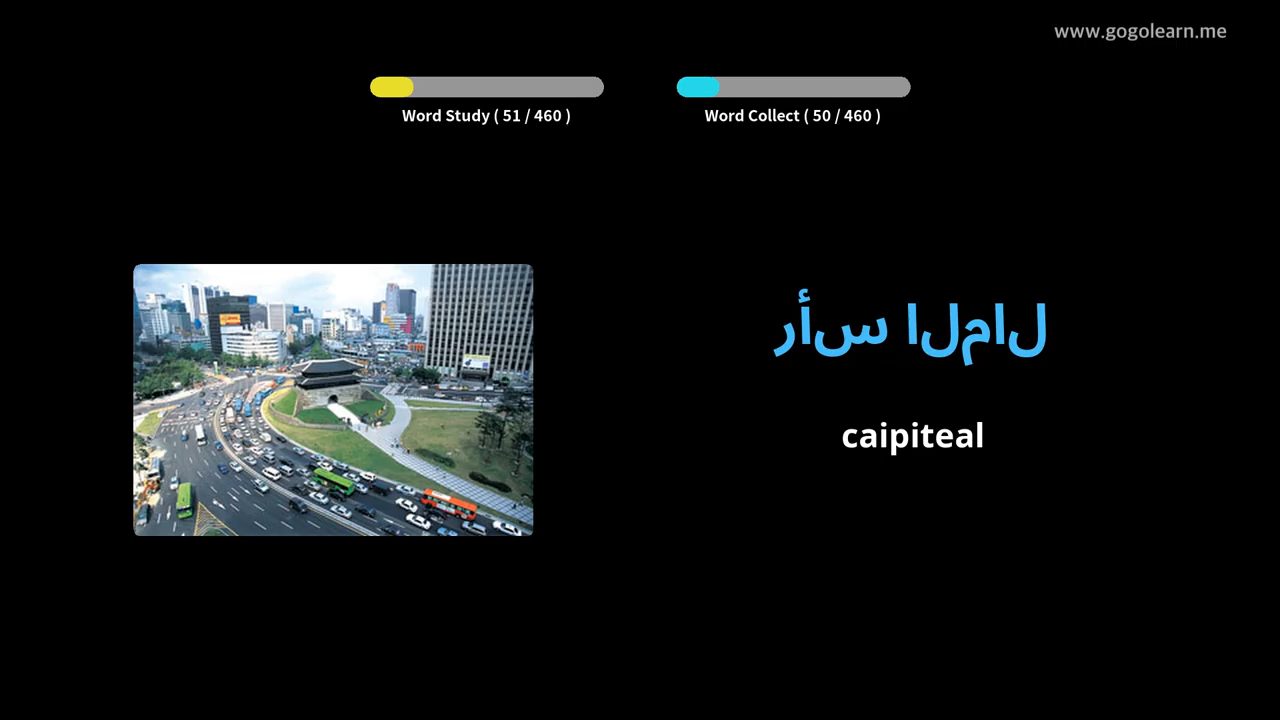 www.gogolearn.me
Word Study ( 51 / 460 )
Word Collect ( 50 / 460 )
رأس المال
caipiteal